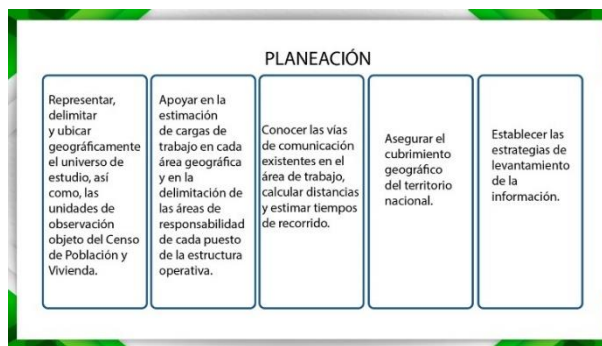 PLANEACIÓN
Representar,
delimitar
y ubicar
geográficamente
el universo de
estudio, así
como, las
unidades de
observación
objeto del Censo
de Población y
Vivienda.
Apoyar en la
estimación
de cargas de
trabajo en cada
área geográfica
y en la
delimitación de
las áreas de
responsabilidad
de cada puesto
de la estructura
operativa.
Conocer las vías
de comunicación
existentes en el
área de trabajo,
calcular distancias
y estimar tiempos
de recorrido.
Asegurar el
cubrimiento
geográfico
del territorio
nacional.
Establecer las
estrategias de
levantamiento
de la
información.